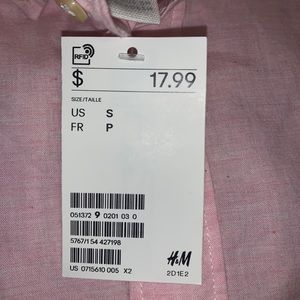 RFID
$ 17.99
SIZE/TAILLE
US S
FR P
051372 9 0201 03 0
5767/1 54 427198
H&M
US 0715610 005 X2
2D1E2